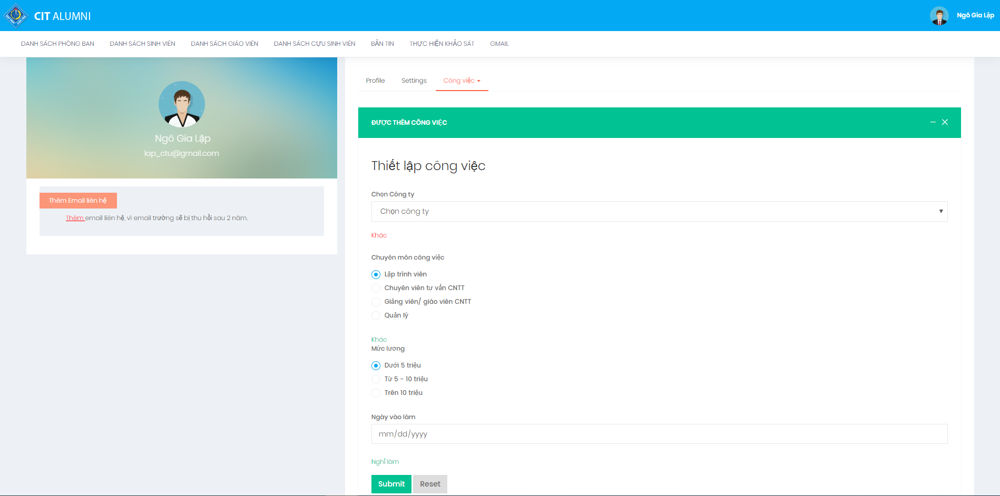 CIT ALUMNI
Ngô Gia Lập
DANH SÁCH PHÒNG BAN DANH SÁCH SINH VIÊN DANH SÁCH GIÁO VIÊN DANH SÁCH CỰU SINH VIÊN BẢN TIN THỰC HIỆN KHẢO SÁT GMAIL
Ngô Gia Lập
lap_ctu@gmail.com
Thêm Email liên hệ
Thêm email liên hệ, vì email trường sẽ bị thu hồi sau 2 năm.
Profile Settings Công việc
ĐƯỢC THÊM CÔNG VIỆC
Thiết lập công việc
Chọn Công ty
Chọn công ty
Khác
Chuyên môn công việc
Lập trình viên
Chuyên viên tư vấn CNTT
Giảng viên/ giáo viên CNTT
Quản lý
Khác
Mức lương
Dưới 5 triệu
Từ 5 - 10 triệu
Trên 10 triệu
Ngày vào làm
mm/dd/yyyy
Nghỉ làm
Submit Reset